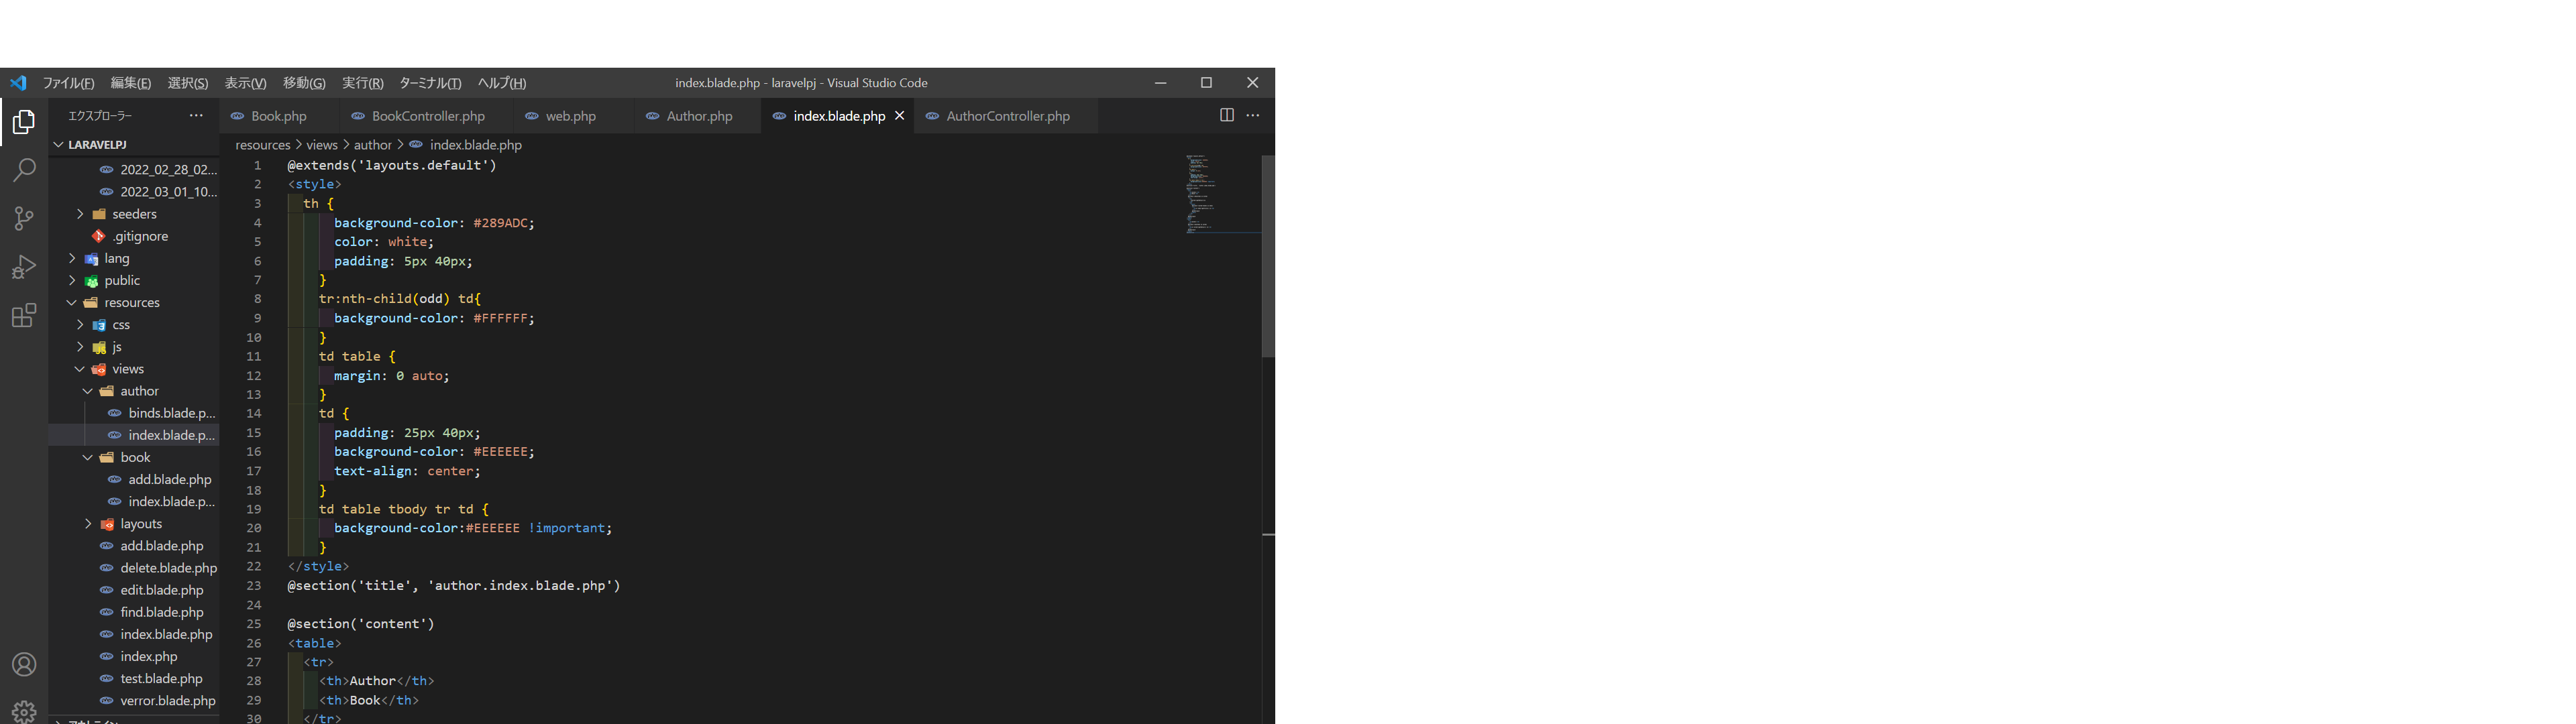 ファイル(F) 編集(E) 選択(S) 表示(V) 移動(G) 実行(R) ターミナル(T) ヘルプ(H) index.blade.php - laravelpj - Visual Studio Code
エクスプローラー ···
LARAVELPJ
2022_02_28_02...
2022_03_01_10...
seeders
.gitignore
lang
public
resources
css
js
views
author
binds.blade.p...
index.blade.p...
book
add.blade.php
index.blade.p...
layouts
add.blade.php
delete.blade.php
edit.blade.php
find.blade.php
index.blade.php
index.php
test.blade.php
verror.blade.php
Book.php BookController.php web.php Author.php index.blade.php AuthorController.php
resources > views > author > index.blade.php
1 @extends('layouts.default')
2 <style>
3 th {
4 background-color: #289ADC;
5 color: white;
6 padding: 5px 40px;
7 }
8 tr:nth-child(odd) td{
9 background-color: #FFFFFF;
10 }
11 td table {
12 margin: 0 auto;
13 }
14 td {
15 padding: 25px 40px;
16 background-color: #EEEEEE;
17 text-align: center;
18 }
19 td table tbody tr td {
20 background-color:#EEEEEE !important;
21 }
22 </style>
23 @section('title', 'author.index.blade.php')
24
25 @section('content')
26 <table>
27 <tr>
28 <th>Author</th>
29 <th>Book</th>
30 </tr>